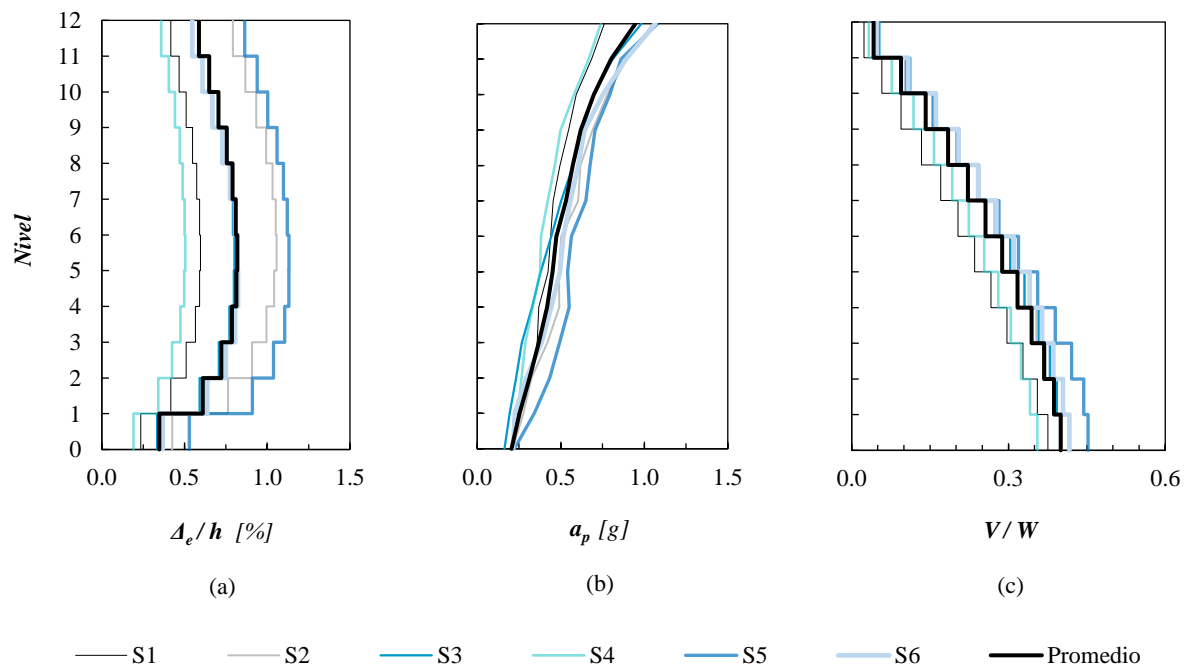 12
11
10
9
8
7
6
5
4
3
2
1
0
Nivel
0.0 0.5 1.0 1.5
0.0 0.5 1.0 1.5
0.0 0.3 0.6
Δe/h [%]
ap [g]
V/W
(a)
(b)
(c)
S1 S2 S3 S4 S5 S6 Promedio